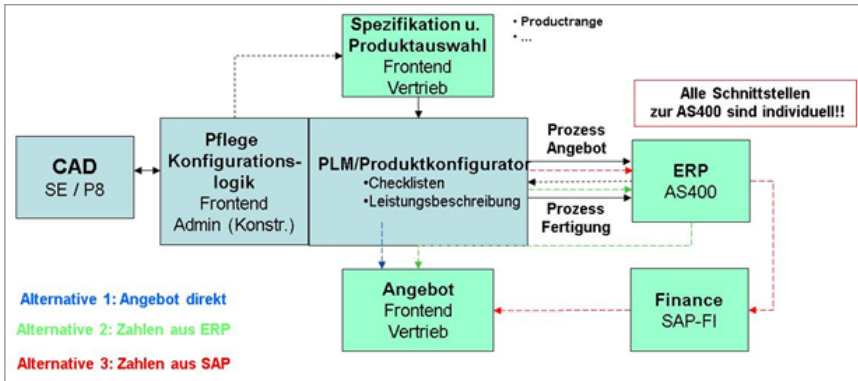 Spezifikation u.
Produktauswahl
Frontend
Vertrieb
• Productrange
• ...
Alle Schnittstellen
zur AS400 sind individuell!!
CAD
SE / P8
Pflege
Konfigurations-
logik
Frontend
Admin (Konstr.)
PLM/Produktkonfigurator
•Checklisten
•Leistungsbeschreibung
Prozess
Angebot
Prozess
Fertigung
ERP
AS400
Angebot
Frontend
Vertrieb
Finance
SAP-FI
Alternative 1: Angebot direkt
Alternative 2: Zahlen aus ERP
Alternative 3: Zahlen aus SAP